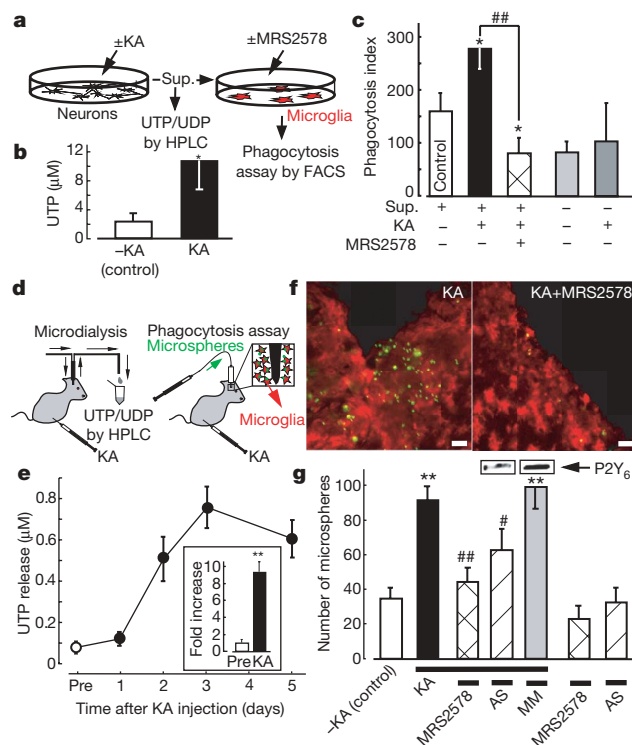 a
±KA
Neurons
Sup.
UTP/UDP
by HPLC
±MRS2578
Microglia
Phagocytosis
assay by FACS
b
UTP (μM)
12
8
4
0
*
–KA
(control)
KA
c
Phagocytosis index
300
200
100
0
Control
*
##
*
Sup. + + + – –
KA – + + – +
MRS2578 – – + – –
d
Microdialysis
UTP/UDP
by HPLC
KA
Phagocytosis assay
Microspheres
Microglia
KA
e
UTP release (μM)
0.8
0.6
0.4
0.2
0
Pre 1 2 3 4 5
Time after KA injection (days)
Fold increase
10
8
6
4
2
0
**
Pre KA
f
KA
KA+MRS2578
g
P2Y6
Number of microspheres
100
80
60
40
20
0
**
##
#
**
–KA (control)
KA
MRS2578
AS
MM
MRS2578
AS